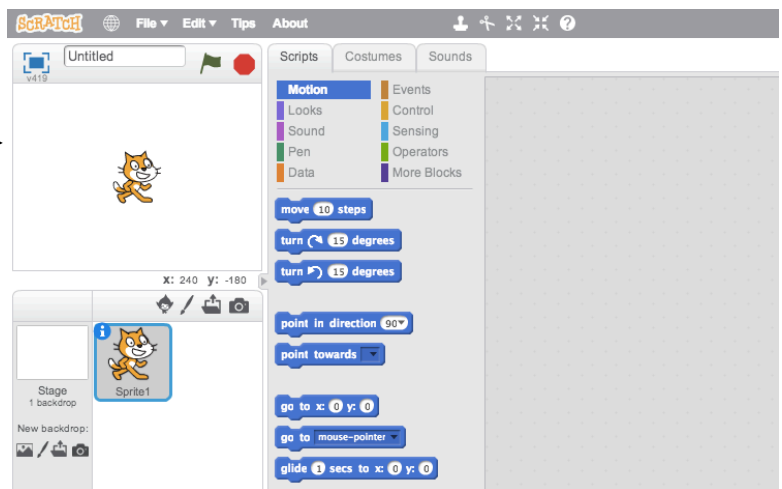 SCRATCH File Edit Tips About
Untitled
v419
X: 240 Y: -180
Stage
1 backdrop
New backdrop:
Sprite1
Scripts Costumes Sounds
Motion Events
Looks Control
Sound Sensing
Pen Operators
Data More Blocks
move 10 steps
turn 15 degrees
turn 15 degrees
point in direction 90
point towards
go to x: 0 y: 0
go to mouse-pointer
glide 1 secs to x: 0 y: 0